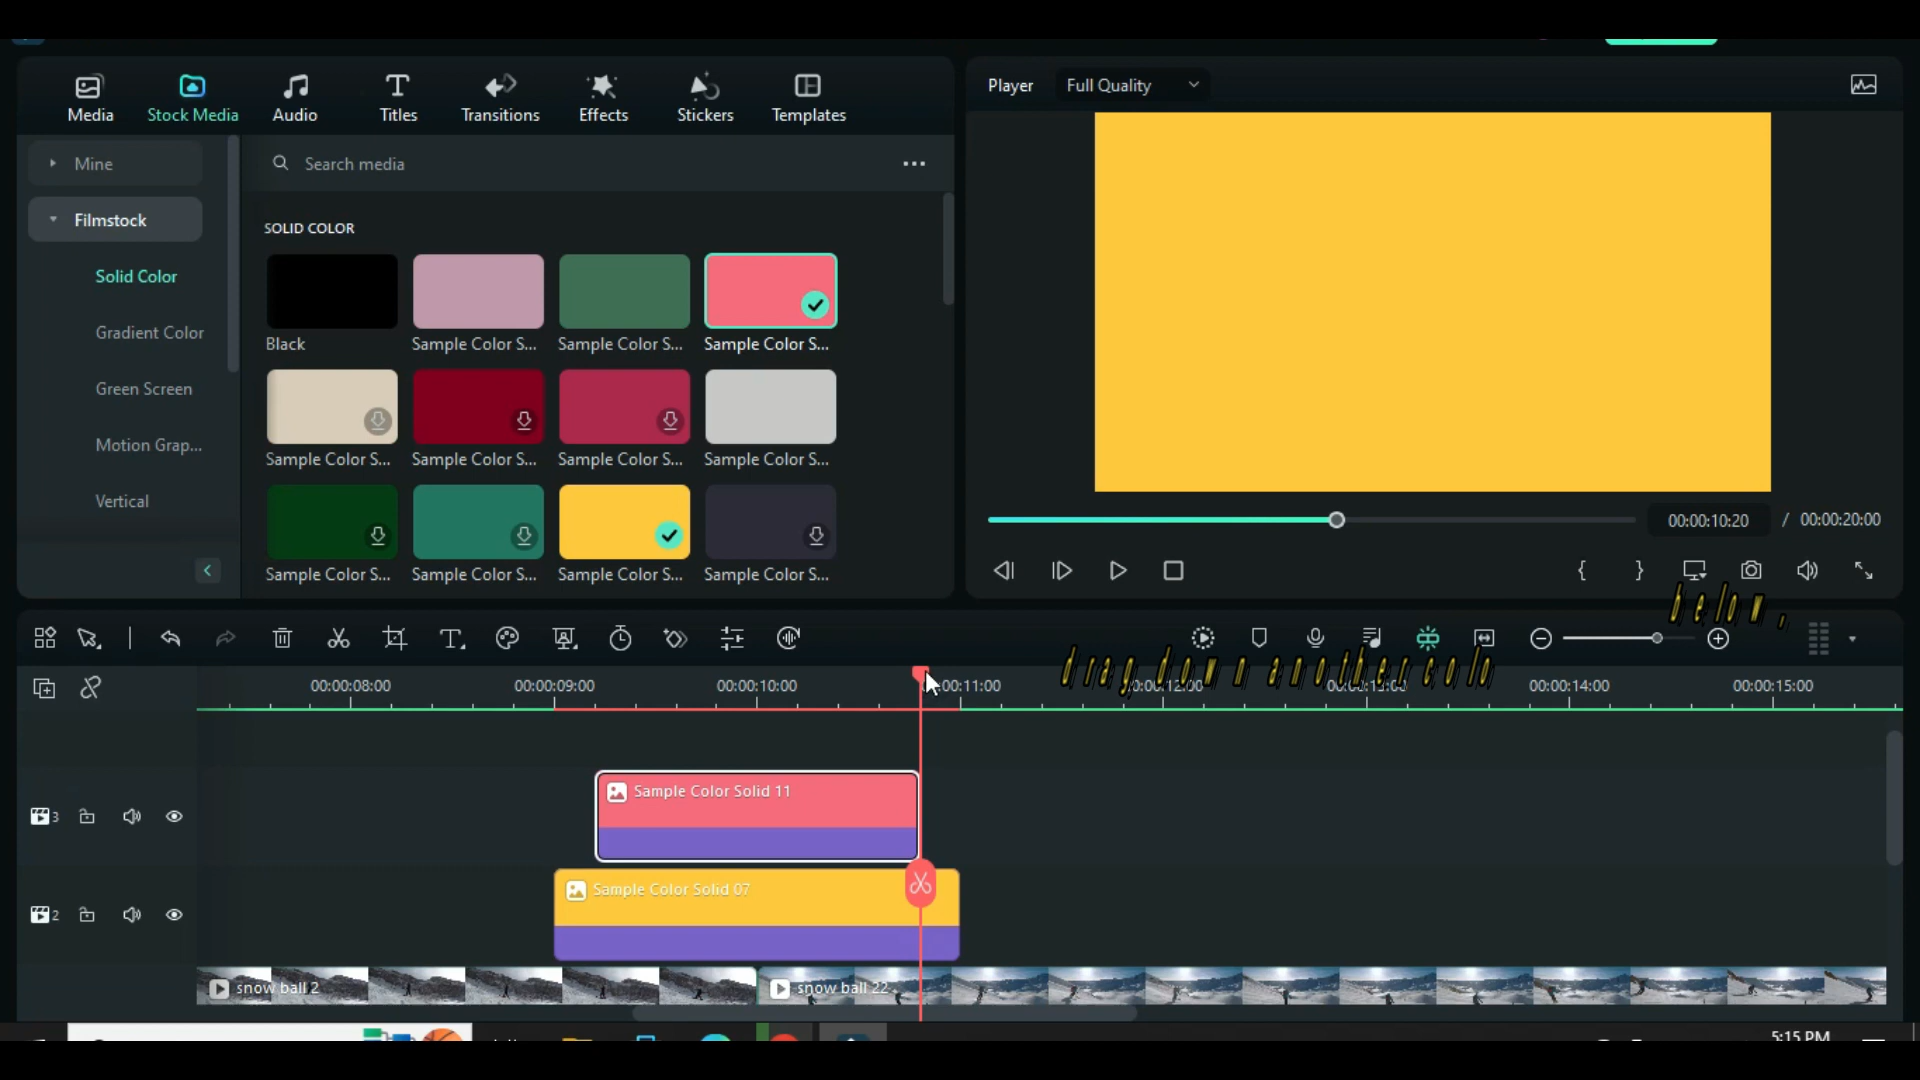 Media
Stock Media
Audio
Titles
Transitions
Effects
Stickers
Templates
Player
Full Quality
Mine
Search media
Filmstock
SOLID COLOR
Solid Color
Gradient Color
Green Screen
Motion Grap...
Vertical
Black
Sample Color S...
Sample Color S...
Sample Color S...
Sample Color S...
Sample Color S...
Sample Color S...
Sample Color S...
Sample Color S...
Sample Color S...
Sample Color S...
Sample Color S...
00:00:10:20 / 00:00:20:00
below,
drag down another colo
00:00:08:00
00:00:09:00
00:00:10:00
00:11:00
00:00:12:00
00:00:13:00
00:00:14:00
00:00:15:00
3
Sample Color Solid 11
2
Sample Color Solid 07
snow ball 2
snow ball 22
5:15 PM